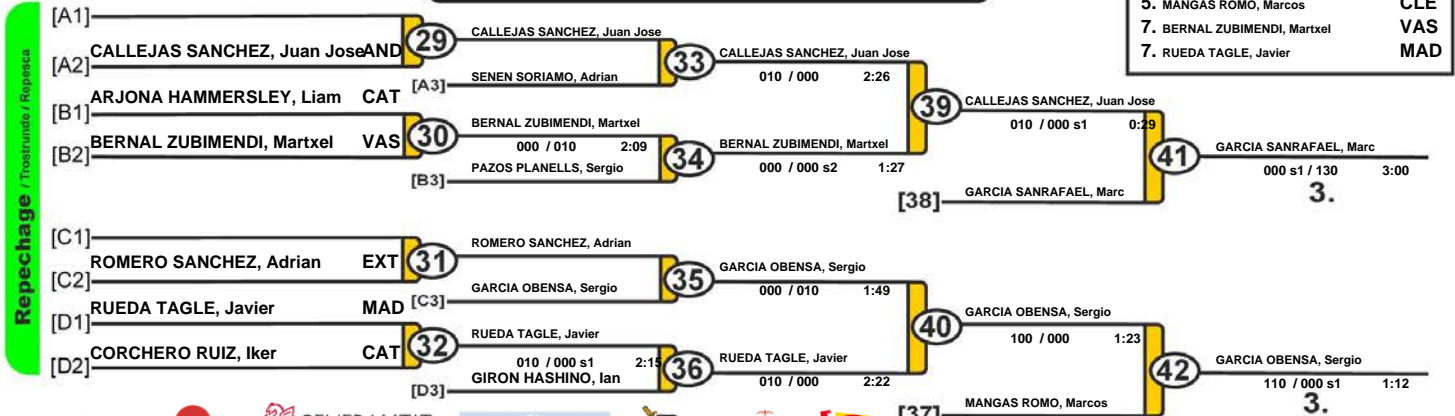 5. MANGAS ROMO, Marcos CLE
7. BERNAL ZUBIMENDI, Martxel VAS
7. RUEDA TAGLE, Javier MAD
Repechage / Trostrunde / Repesca
[A1]
[A2] CALLEJAS SANCHEZ, Juan Jose AND
29
CALLEJAS SANCHEZ, Juan Jose
[A3] SENEN SORIAMO, Adrian
33
CALLEJAS SANCHEZ, Juan Jose
010 / 000 2:26
[B1] ARJONA HAMMERSLEY, Liam CAT
[B2] BERNAL ZUBIMENDI, Martxel VAS
30
BERNAL ZUBIMENDI, Martxel
000 / 010 2:09
[B3] PAZOS PLANELLS, Sergio
34
BERNAL ZUBIMENDI, Martxel
000 / 000 s2 1:27
39
CALLEJAS SANCHEZ, Juan Jose
010 / 000 s1 0:29
[38] GARCIA SANRAFAEL, Marc
41
GARCIA SANRAFAEL, Marc
000 s1 / 130 3:00
3.
[C1]
[C2] ROMERO SANCHEZ, Adrian EXT
31
ROMERO SANCHEZ, Adrian
[C3] GARCIA OBENSA, Sergio
35
GARCIA OBENSA, Sergio
000 / 010 1:49
[D1] RUEDA TAGLE, Javier MAD
[D2] CORCHERO RUIZ, Iker CAT
32
RUEDA TAGLE, Javier
010 / 000 s1 2:15
[D3] GIRON HASHINO, Ian
36
RUEDA TAGLE, Javier
010 / 000 2:22
40
GARCIA OBENSA, Sergio
100 / 000 1:23
[37] MANGAS ROMO, Marcos
42
GARCIA OBENSA, Sergio
110 / 000 s1 1:12
3.